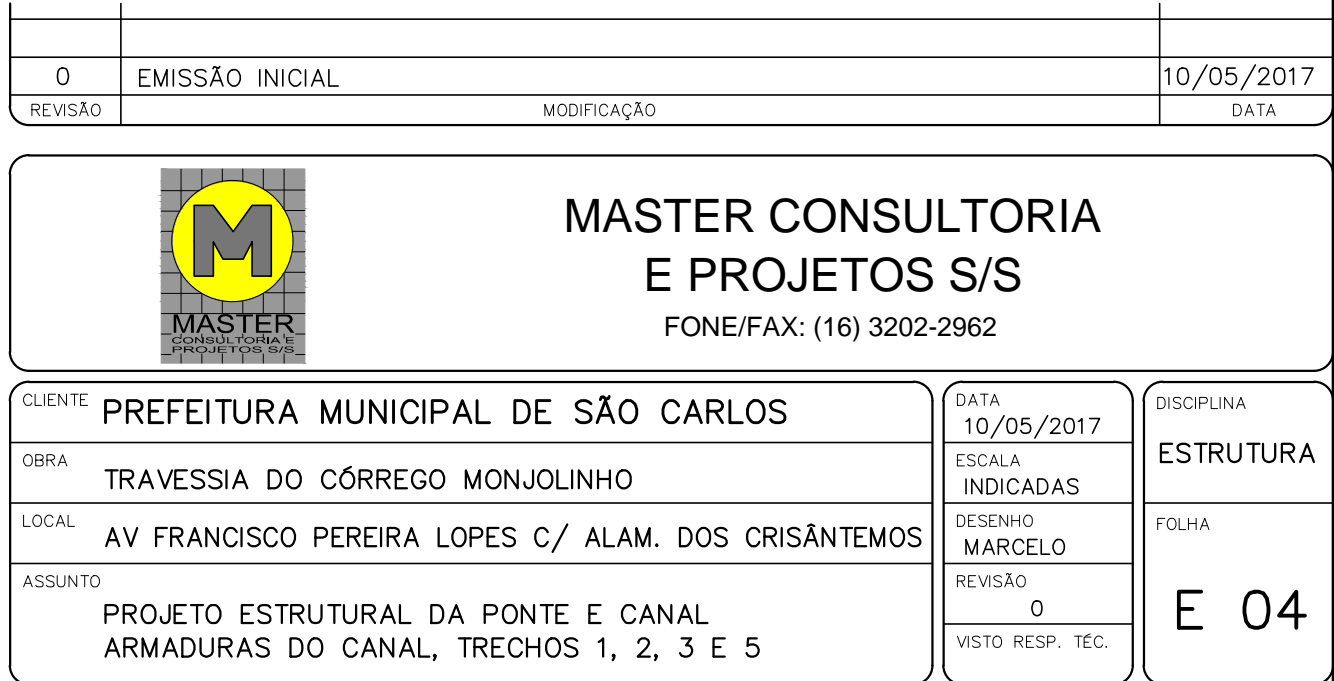 0 EMISSÃO INICIAL 10/05/2017
REVISÃO MODIFICAÇÃO DATA
MASTER
CONSULTORIA E
PROJETOS S/S
MASTER CONSULTORIA
E PROJETOS S/S
FONE/FAX: (16) 3202-2962
CLIENTE PREFEITURA MUNICIPAL DE SÃO CARLOS
OBRA TRAVESSIA DO CÓRREGO MONJOLINHO
LOCAL AV FRANCISCO PEREIRA LOPES C/ ALAM. DOS CRISÂNTEMOS
ASSUNTO
PROJETO ESTRUTURAL DA PONTE E CANAL
ARMADURAS DO CANAL, TRECHOS 1, 2, 3 E 5
DATA
10/05/2017
ESCALA
INDICADAS
DESENHO
MARCELO
REVISÃO
0
VISTO RESP. TÉC.
DISCIPLINA
ESTRUTURA
FOLHA
E 04